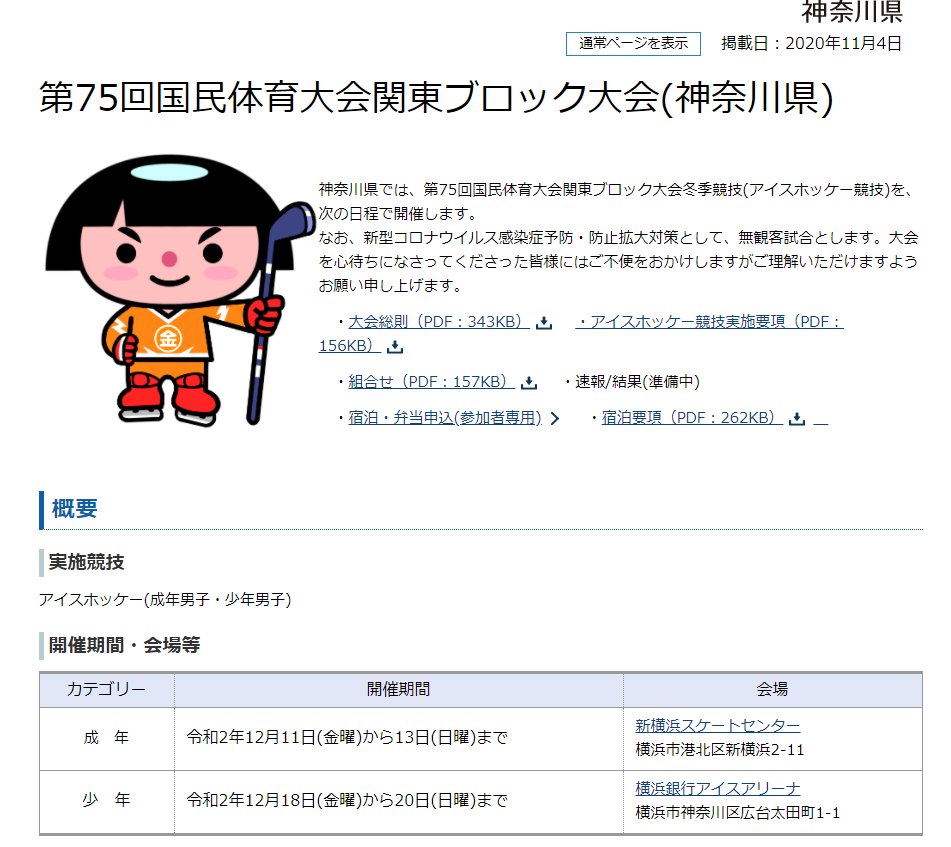 神奈川県
通常ページを表示 掲載日：2020年11月4日
第75回国民体育大会関東ブロック大会(神奈川県)
神奈川県では、第75回国民体育大会関東ブロック大会冬季競技(アイスホッケー競技)を、
次の日程で開催します。
なお、新型コロナウイルス感染症予防・防止拡大対策として、無観客試合とします。大会
を心待ちになさってくださった皆様にはご不便をおかけしますがご理解いただけますよう
お願い申し上げます。
・大会総則（PDF：343KB） ・アイスホッケー競技実施要項（PDF：
156KB）
・組合せ（PDF：157KB） ・速報/結果(準備中)
・宿泊・弁当申込(参加者専用) ・宿泊要項（PDF：262KB）
金
概要
実施競技
アイスホッケー(成年男子・少年男子)
開催期間・会場等
カテゴリー 開催期間 会場
成　年 令和2年12月11日(金曜)から13日(日曜)まで 新横浜スケートセンター
横浜市港北区新横浜2-11
少　年 令和2年12月18日(金曜)から20日(日曜)まで 横浜銀行アイスアリーナ
横浜市神奈川区広台太田町1-1